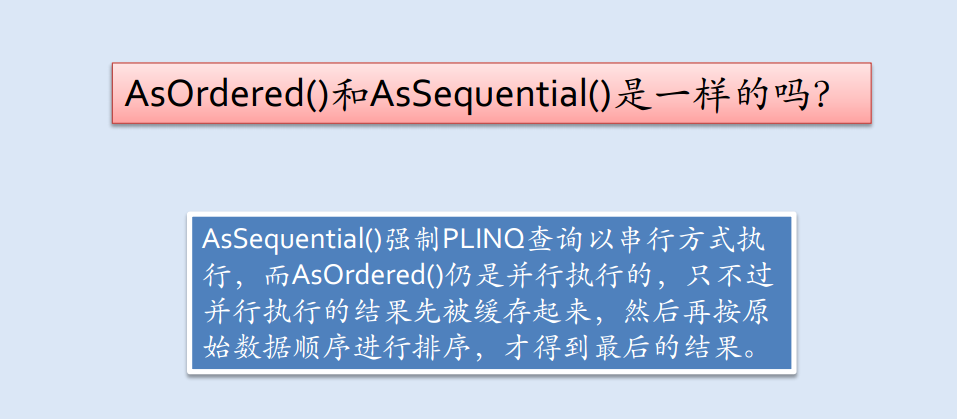 AsOrdered()和AsSequential()是一样的吗？
AsSequential()强制PLINQ查询以串行方式执
行，而AsOrdered()仍是并行执行的，只不过
并行执行的结果先被缓存起来，然后再按原
始数据顺序进行排序，才得到最后的结果。